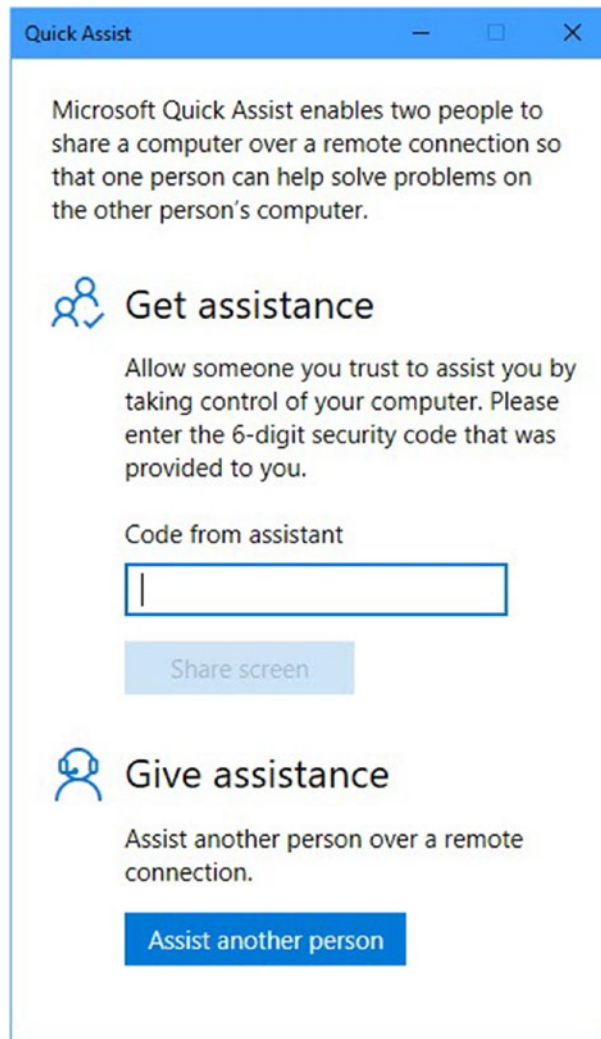 Quick Assist
Microsoft Quick Assist enables two people to
share a computer over a remote connection so
that one person can help solve problems on
the other person's computer.
Get assistance
Allow someone you trust to assist you by
taking control of your computer. Please
enter the 6-digit security code that was
provided to you.
Code from assistant
Share screen
Give assistance
Assist another person over a remote
connection.
Assist another person